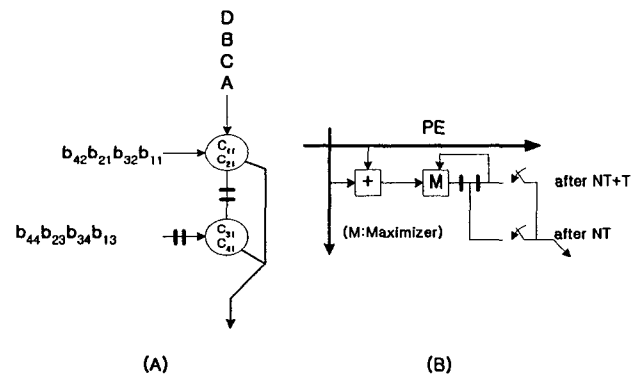 D
B
C
A
b42b21b32b11
C11
C21
b44b23b34b13
C31
C41
(A)
PE
+
M
after NT+T
(M:Maximizer)
after NT
(B)